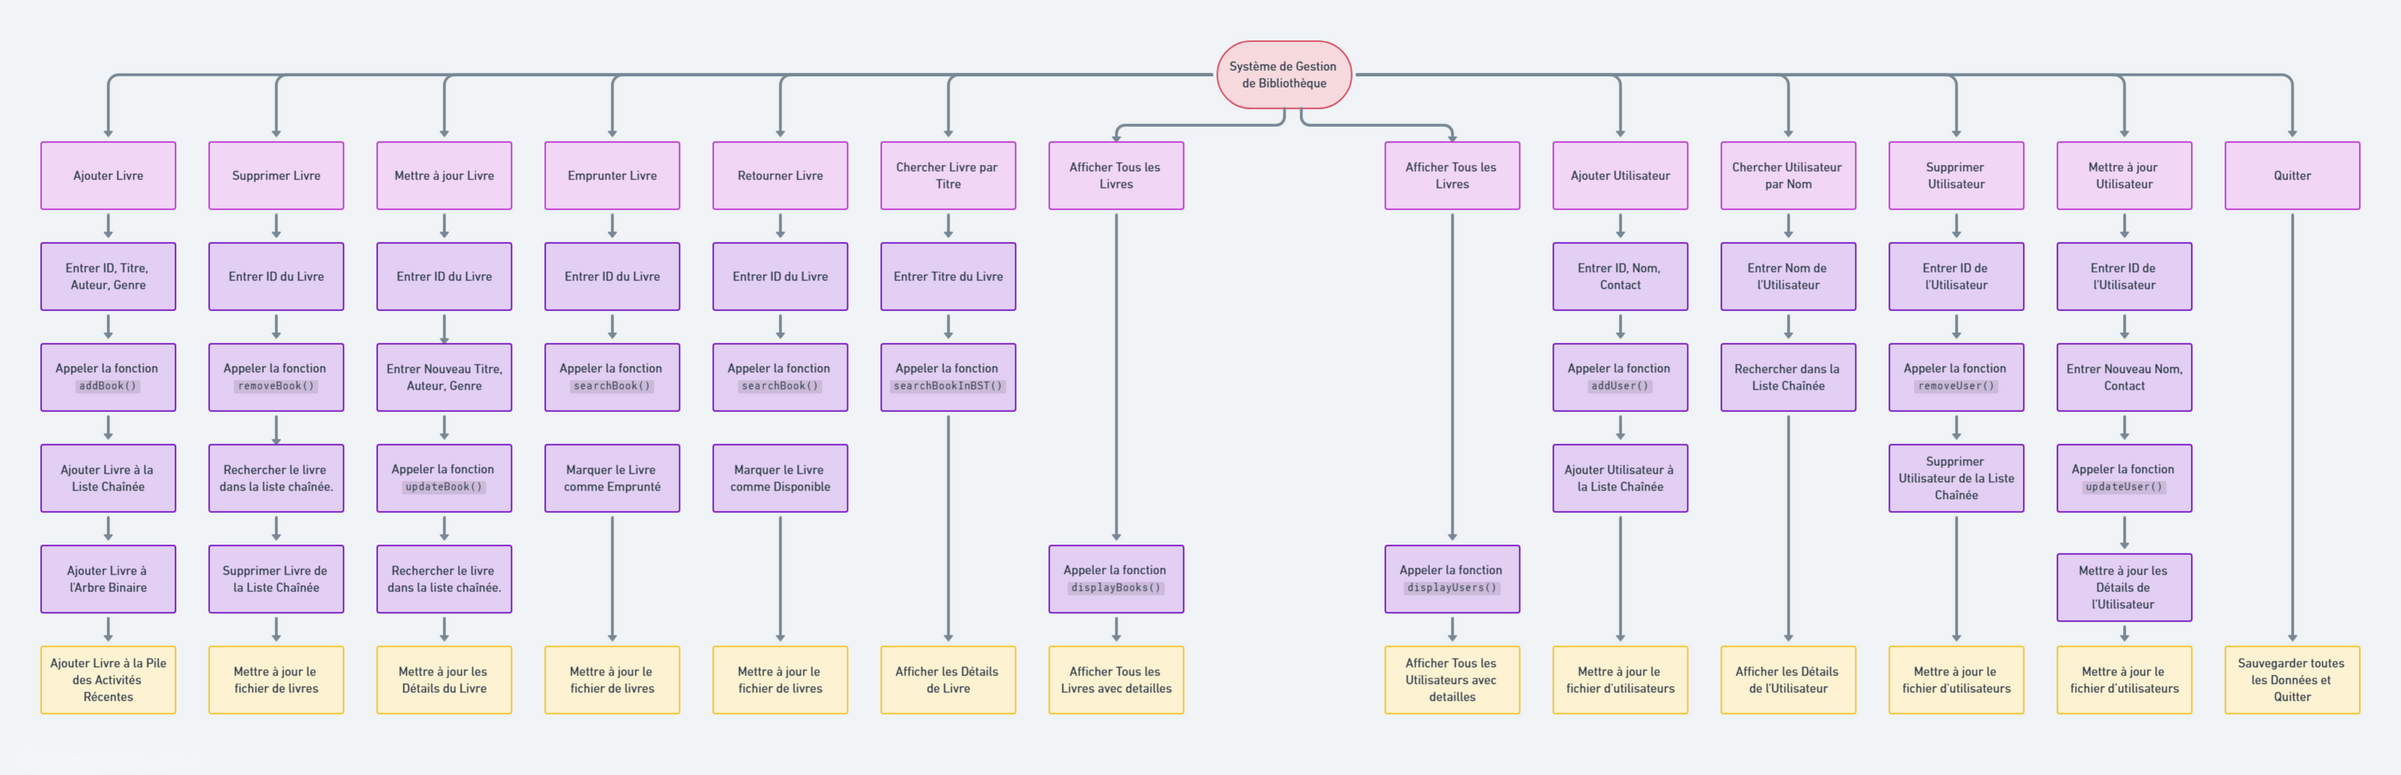 Système de Gestion
de Bibliothèque
Ajouter Livre
Supprimer Livre
Mettre à jour Livre
Emprunter Livre
Retourner Livre
Chercher Livre par
Titre
Afficher Tous les
Livres
Afficher Tous les
Livres
Ajouter Utilisateur
Chercher Utilisateur
par Nom
Supprimer
Utilisateur
Mettre à jour
Utilisateur
Quitter
Entrer ID, Titre,
Auteur, Genre
Entrer ID du Livre
Entrer ID du Livre
Entrer ID du Livre
Entrer ID du Livre
Entrer Titre du Livre
Entrer ID, Nom,
Contact
Entrer Nom de
l'Utilisateur
Entrer ID de
l'Utilisateur
Entrer ID de
l'Utilisateur
Appeler la fonction
addBook()
Appeler la fonction
removeBook()
Entrer Nouveau Titre,
Auteur, Genre
Appeler la fonction
searchBook()
Appeler la fonction
searchBook()
Appeler la fonction
searchBookInBST()
Appeler la fonction
addUser()
Rechercher dans la
Liste Chaînée
Appeler la fonction
removeUser()
Entrer Nouveau Nom,
Contact
Ajouter Livre à la
Liste Chaînée
Rechercher le livre
dans la liste chaînée.
Appeler la fonction
updateBook()
Marquer le Livre
comme Emprunté
Marquer le Livre
comme Disponible
Ajouter Utilisateur à
la Liste Chaînée
Supprimer
Utilisateur de la Liste
Chaînée
Appeler la fonction
updateUser()
Ajouter Livre à
l'Arbre Binaire
Supprimer Livre de
la Liste Chaînée
Rechercher le livre
dans la liste chaînée.
Appeler la fonction
displayBooks()
Appeler la fonction
displayUsers()
Mettre à jour les
Détails de
l'Utilisateur
Ajouter Livre à la Pile
des Activités
Récentes
Mettre à jour le
fichier de livres
Mettre à jour les
Détails du Livre
Mettre à jour le
fichier de livres
Mettre à jour le
fichier de livres
Afficher les Détails
de Livre
Afficher Tous les
Livres avec detailles
Afficher Tous les
Utilisateurs avec
detailles
Mettre à jour le
fichier d'utilisateurs
Afficher les Détails
de l'Utilisateur
Mettre à jour le
fichier d'utilisateurs
Mettre à jour le
fichier d'utilisateurs
Sauvegarder toutes
les Données et
Quitter